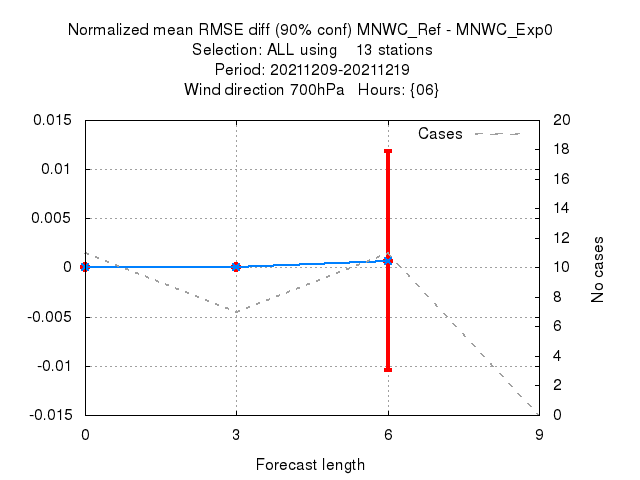 Normalized mean RMSE diff (90% conf) MNWC_Ref - MNWC_Exp0
Selection: ALL using    13 stations
Period: 20211209-20211219
Wind direction 700hPa   Hours: {06}
Cases
0.015
0.01
0.005
0
-0.005
-0.01
-0.015
20
18
16
14
12
10
8
6
4
2
0
No cases
0 3 6 9
Forecast length